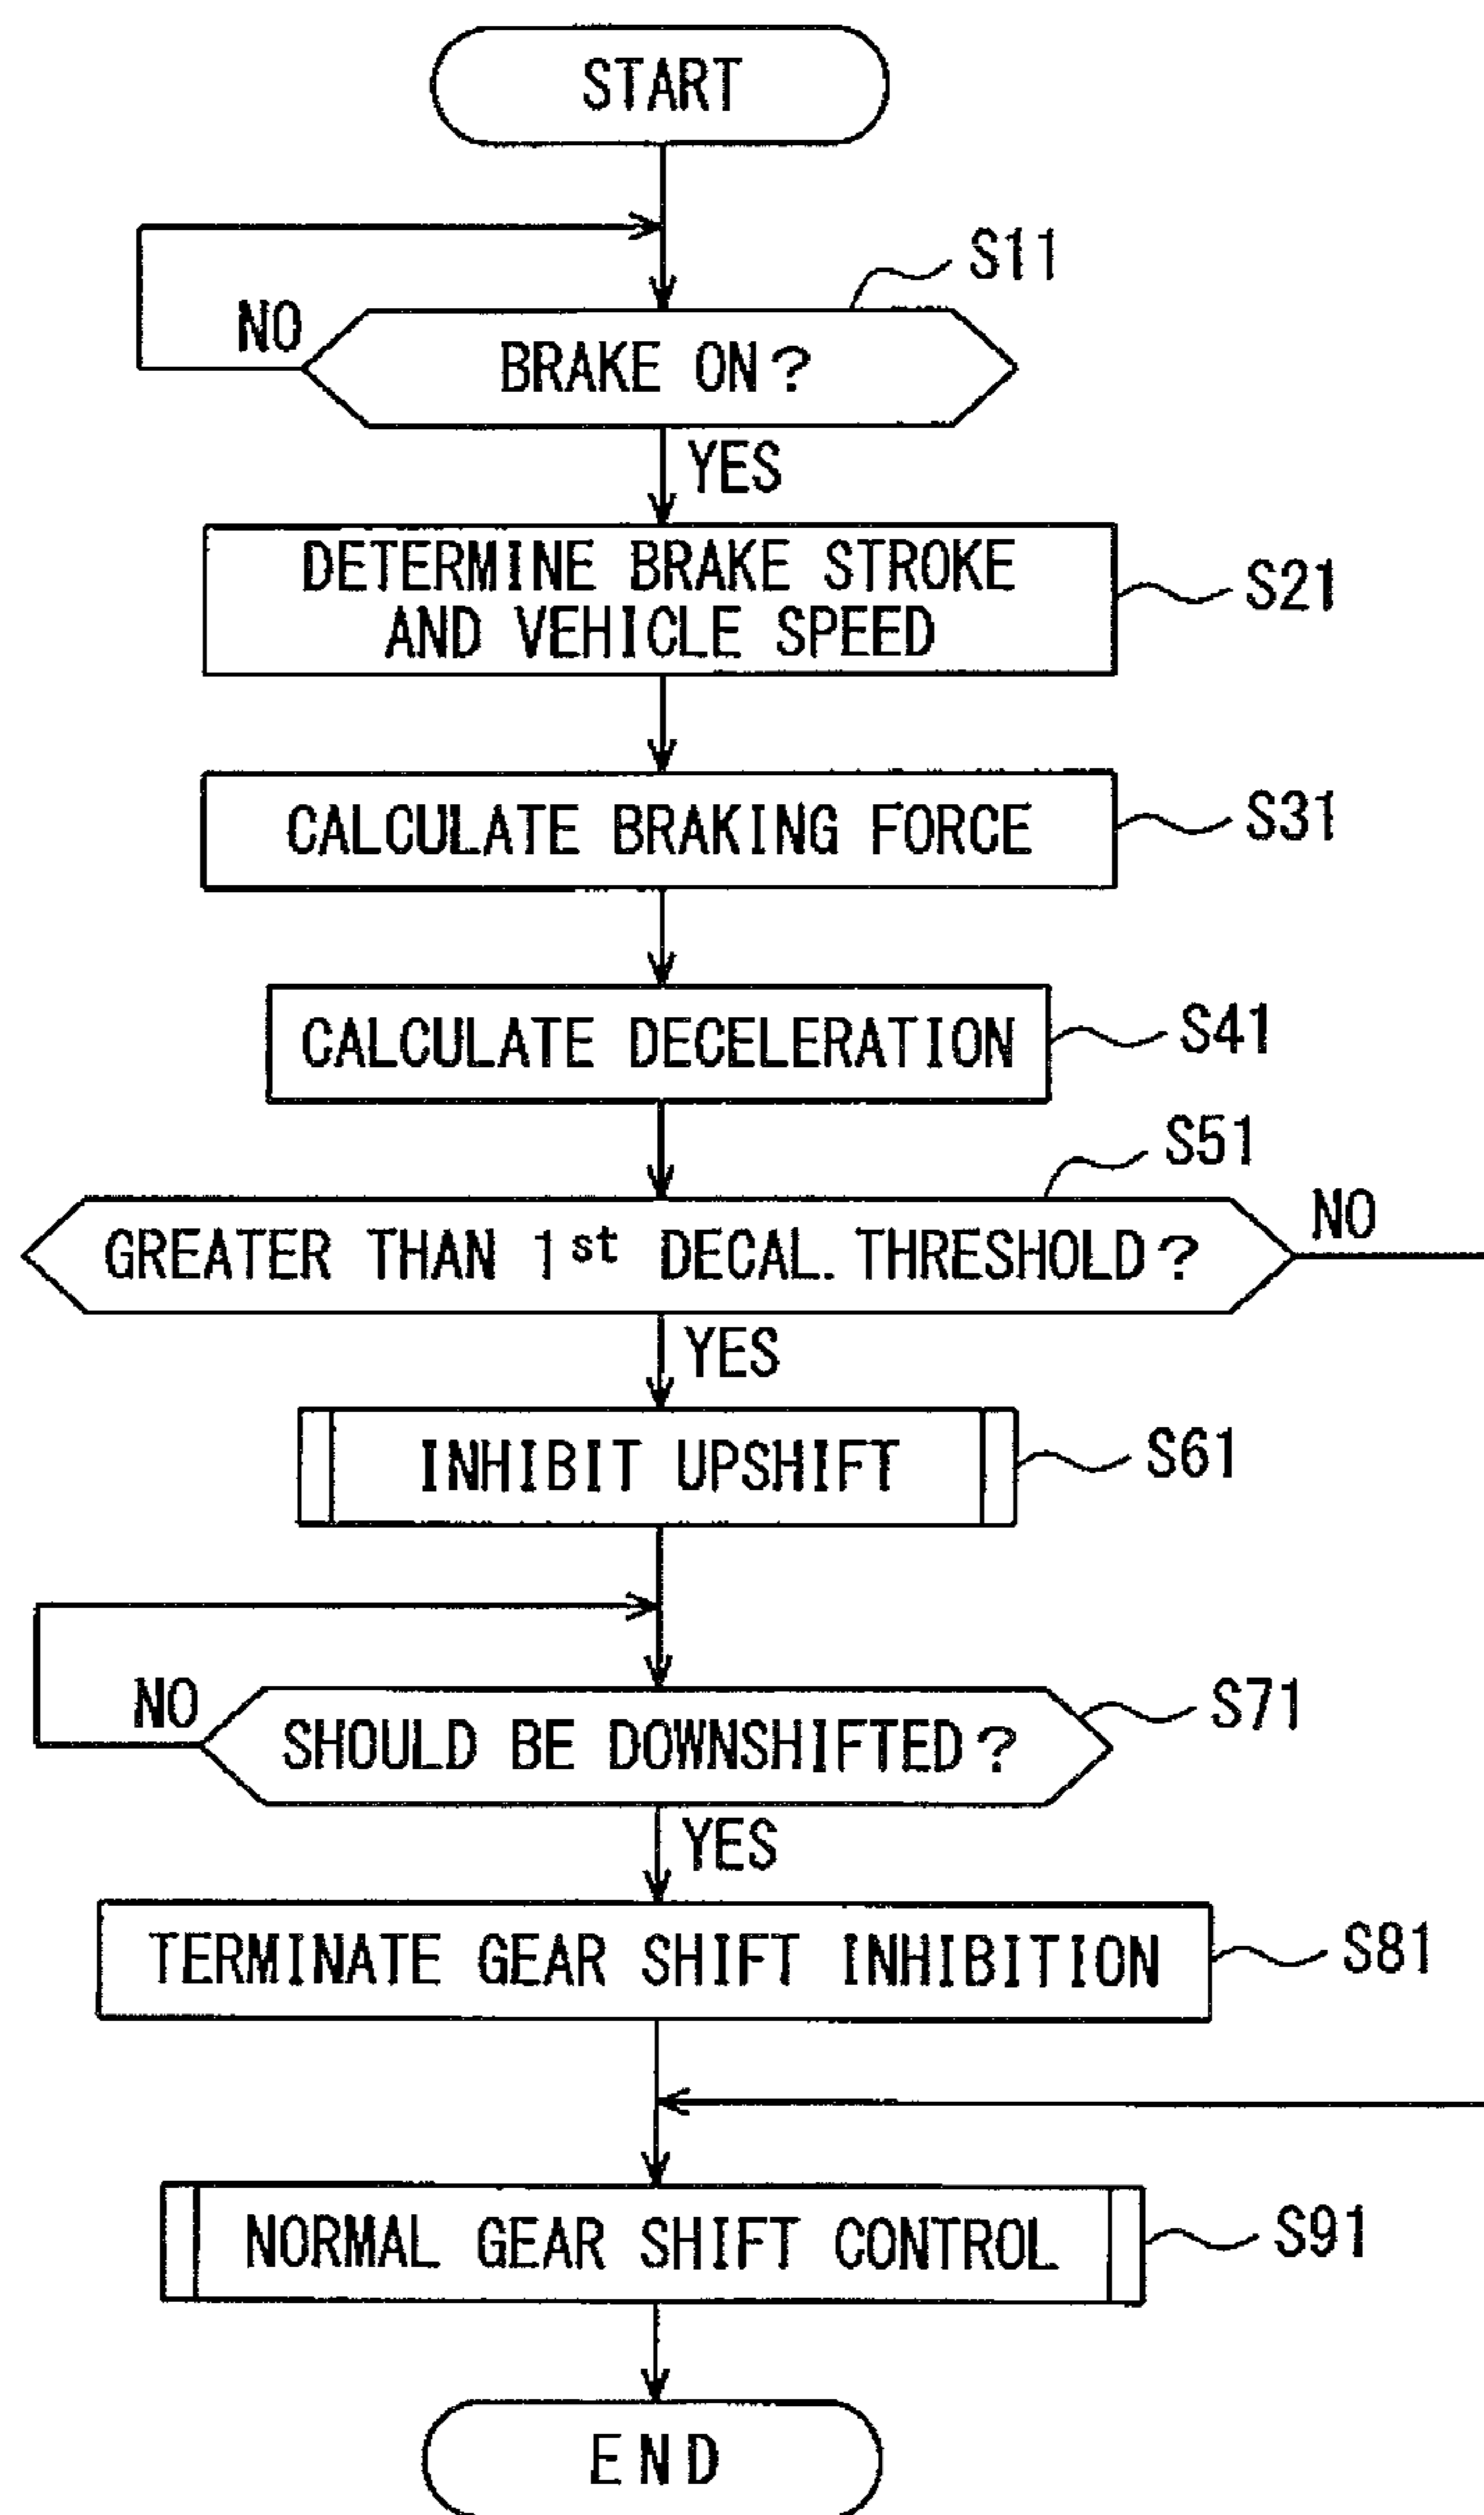 START
S11
NO
BRAKE ON?
YES
DETERMINE BRAKE STROKE
AND VEHICLE SPEED
S21
CALCULATE BRAKING FORCE
S31
CALCULATE DECELERATION
S41
S51
GREATER THAN 1st DECAL. THRESHOLD?
NO
YES
INHIBIT UPSHIFT
S61
NO
SHOULD BE DOWNSHIFTED?
S71
YES
TERMINATE GEAR SHIFT INHIBITION
S81
NORMAL GEAR SHIFT CONTROL
S91
END